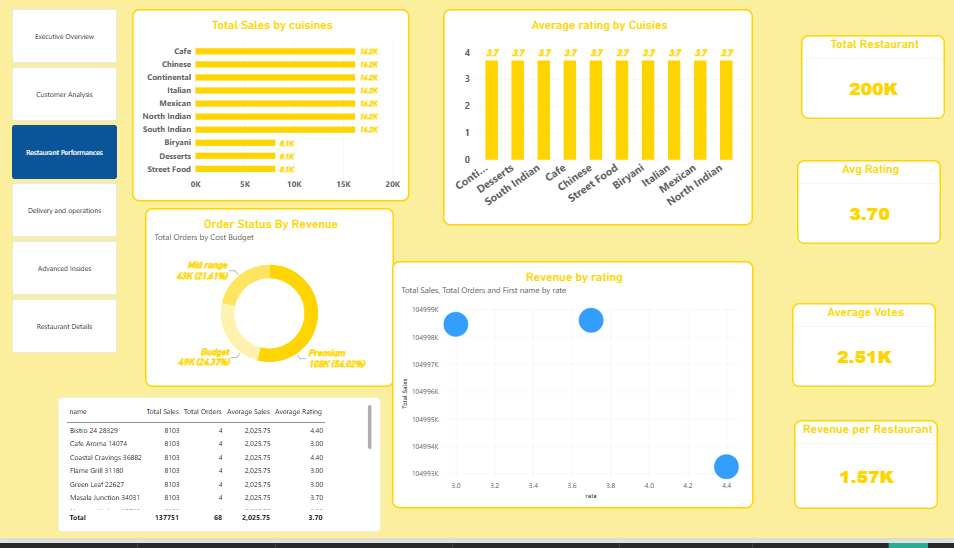 Executive Overview
Customer Analysis
Restaurant Performances
Delivery and operations
Advanced Insides
Restaurant Details
Total Sales by cuisines
Cafe 16.2K
Chinese 16.2K
Continental 16.2K
Italian 16.2K
Mexican 16.2K
North Indian 16.2K
South Indian 16.2K
Biryani 8.1K
Desserts 8.1K
Street Food 8.1K
0K 5K 10K 15K 20K
Average rating by Cuisies
4 3 2 1 0
3.7 3.7 3.7 3.7 3.7 3.7 3.7 3.7 3.7 3.7
Conti... Desserts South Indian Cafe Chinese Street Food Biryani Italian Mexican North Indian
Total Restaurant
200K
Avg Rating
3.70
Average Votes
2.51K
Revenue per Restaurant
1.57K
Order Status By Revenue
Total Orders by Cost Budget
Mid range
43K (21.61%)
Budget
49K (24.37%)
Premium
108K (54.02%)
Revenue by rating
Total Sales, Total Orders and First name by rate
Total Sales
104999K
104998K
104997K
104996K
104995K
104994K
104993K
3.0 3.2 3.4 3.6 3.8 4.0 4.2 4.4
rate
name Total Sales Total Orders Average Sales Average Rating
Bistro 24 28329 8103 4 2,025.75 4.40
Cafe Aroma 14074 8103 4 2,025.75 3.00
Coastal Cravings 36882 8103 4 2,025.75 4.40
Flame Grill 31180 8103 4 2,025.75 3.00
Green Leaf 22627 8103 4 2,025.75 3.00
Masala Junction 34031 8103 4 2,025.75 3.70
Total 137751 68 2,025.75 3.70